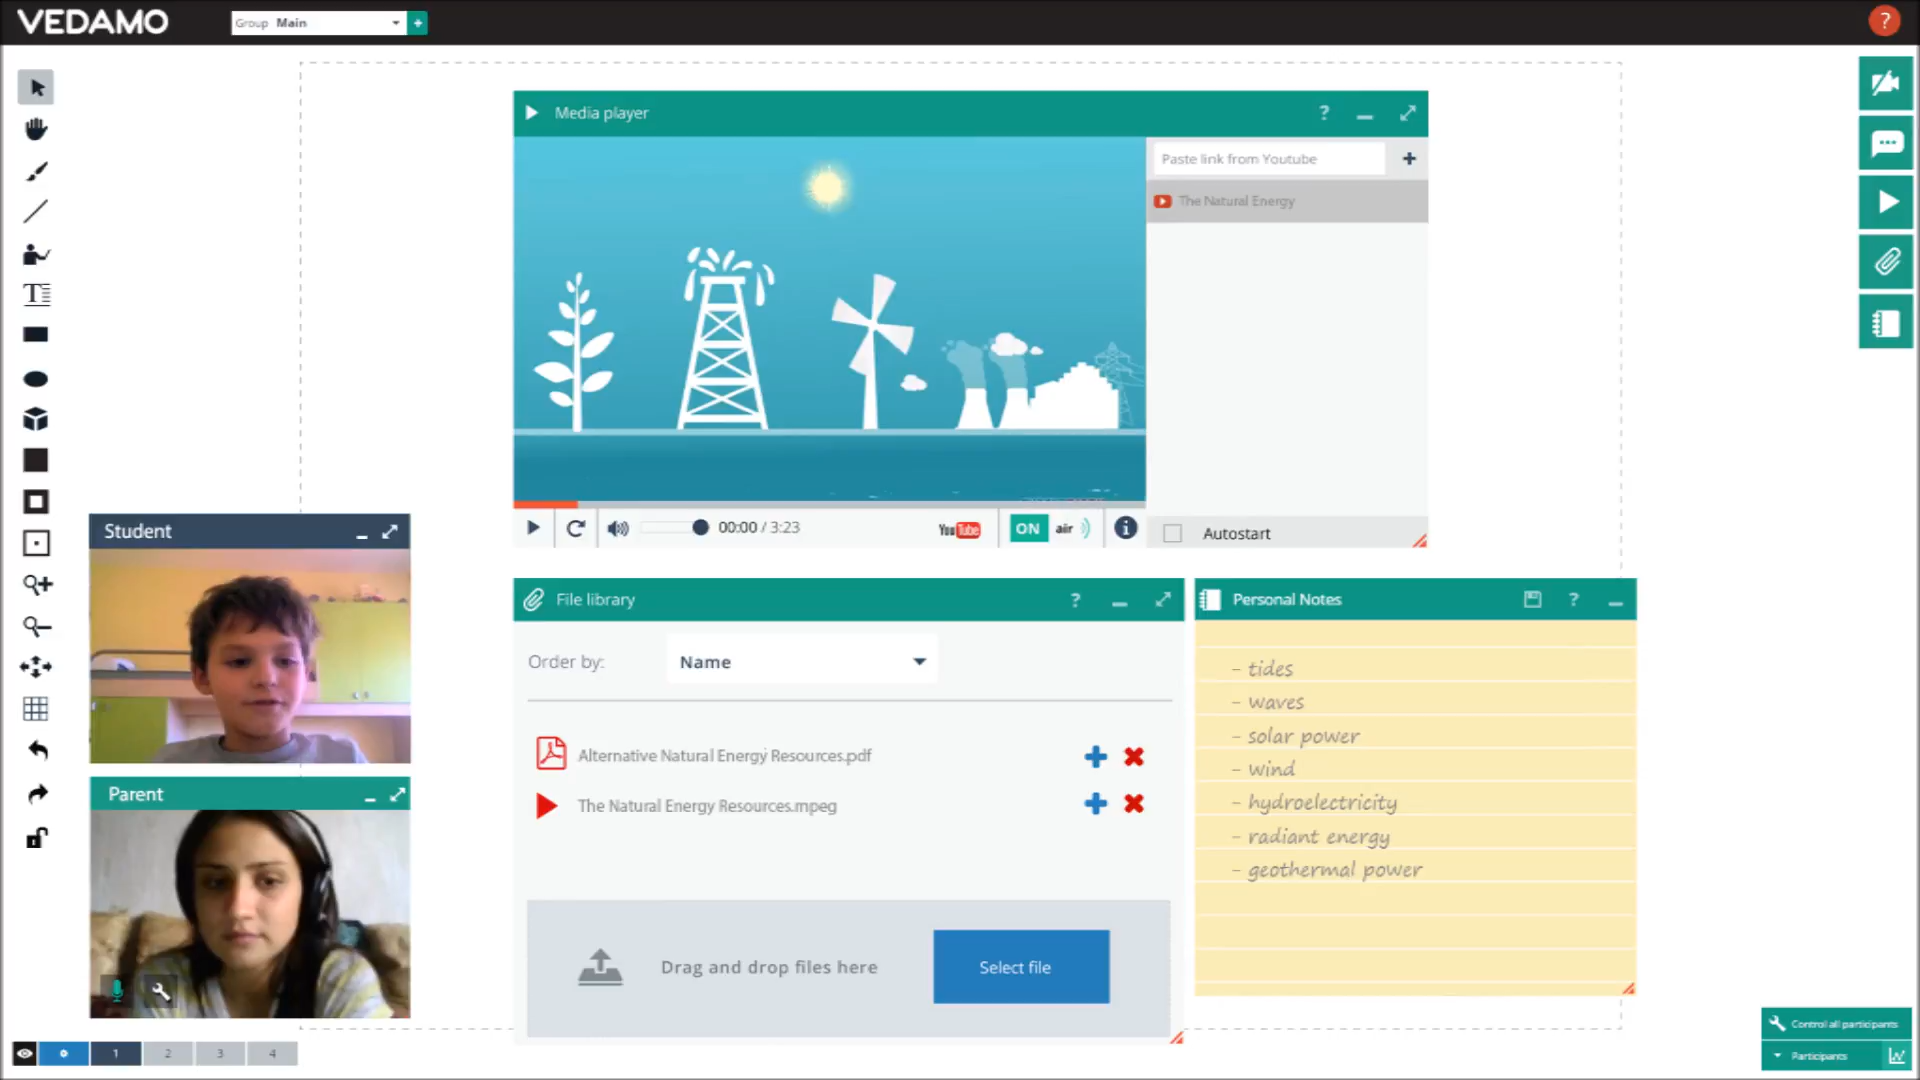 VEDAMO
Group Main
+
?
Media player
?
Paste link from Youtube
+
The Natural Energy
00:00 / 3:23
YouTube
ON air
i
Autostart
T
Student
Parent
File library
?
Order by:
Name
Alternative Natural Energy Resources.pdf
The Natural Energy Resources.mpeg
Drag and drop files here
Select file
Personal Notes
?
- tides
- waves
- solar power
- wind
- hydroelectricity
- radiant energy
- geothermal power
1
2
3
4
Control all participants
Participants